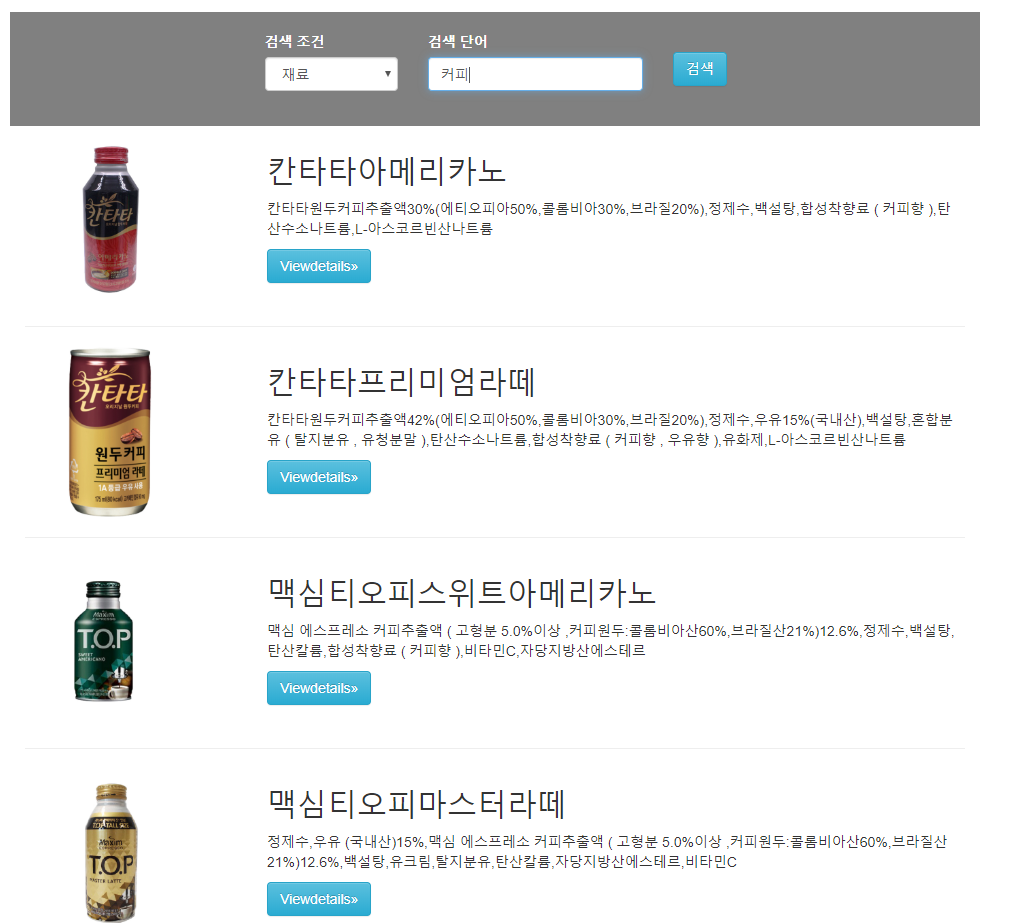 검색 조건
검색 단어
재료
커피
검색
칸타타아메리카노
칸타타원두커피추출액30%(에티오피아50%,콜롬비아30%,브라질20%),정제수,백설탕,합성착향료 ( 커피향 ),탄
산수소나트륨,L-아스코르빈산나트륨
Viewdetails»
칸타타
칸타타프리미엄라떼
칸타타원두커피추출액42%(에티오피아50%,콜롬비아30%,브라질20%),정제수,우유15%(국내산),백설탕,혼합분
유 ( 탈지분유 , 유청분말 ),탄산수소나트륨,합성착향료 ( 커피향 , 우유향 ),유화제,L-아스코르빈산나트륨
Viewdetails»
칸타타
원두커피
프리미엄 라떼
1A 등급 우유 사용
맥심티오피스위트아메리카노
맥심 에스프레소 커피추출액 ( 고형분 5.0%이상 ,커피원두:콜롬비아산60%,브라질산21%)12.6%,정제수,백설탕,
탄산칼륨,합성착향료 ( 커피향 ),비타민C,자당지방산에스테르
Viewdetails»
Maxim
T.O.P
SWEET
AMERICANO
맥심티오피마스터라떼
정제수,우유 (국내산)15%,맥심 에스프레소 커피추출액 ( 고형분 5.0%이상 ,커피원두:콜롬비아산60%,브라질산
21%)12.6%,백설탕,유크림,탈지분유,탄산칼륨,자당지방산에스테르,비타민C
Viewdetails»
Maxim
T.O.P
MASTER LATTE